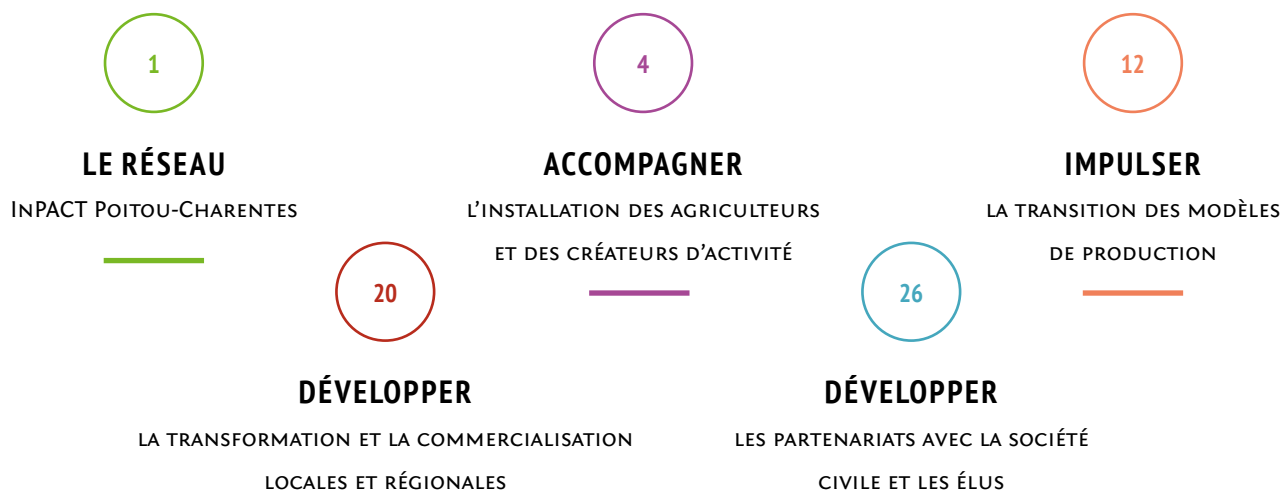 1
LE RÉSEAU
InPACT Poitou-Charentes
4
ACCOMPAGNER
l'installation des agriculteurs
et des créateurs d'activité
12
IMPULSER
la transition des modèles
de production
20
DÉVELOPPER
la transformation et la commercialisation
locales et régionales
26
DÉVELOPPER
les partenariats avec la société
civile et les élus